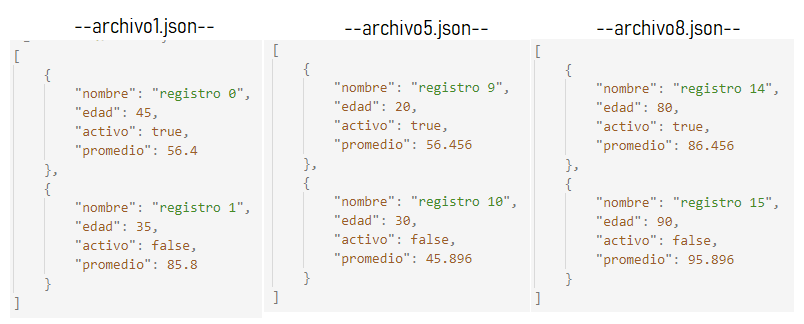 --archivo1.json--
[
    {
        "nombre": "registro 0",
        "edad": 45,
        "activo": true,
        "promedio": 56.4
    },
    {
        "nombre": "registro 1",
        "edad": 35,
        "activo": false,
        "promedio": 85.8
    }
]
--archivo5.json--
[
    {
        "nombre": "registro 9",
        "edad": 20,
        "activo": true,
        "promedio": 56.456
    },
    {
        "nombre": "registro 10",
        "edad": 30,
        "activo": false,
        "promedio": 45.896
    }
]
--archivo8.json--
[
    {
        "nombre": "registro 14",
        "edad": 80,
        "activo": true,
        "promedio": 86.456
    },
    {
        "nombre": "registro 15",
        "edad": 90,
        "activo": false,
        "promedio": 95.896
    }
]